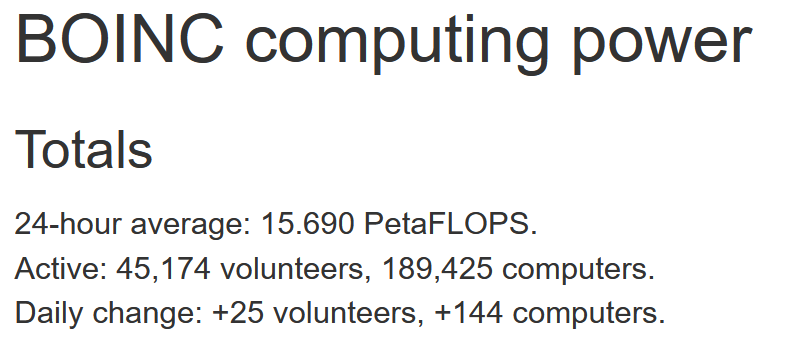 BOINC computing power
Totals
24-hour average: 15.690 PetaFLOPS.
Active: 45,174 volunteers, 189,425 computers.
Daily change: +25 volunteers, +144 computers.